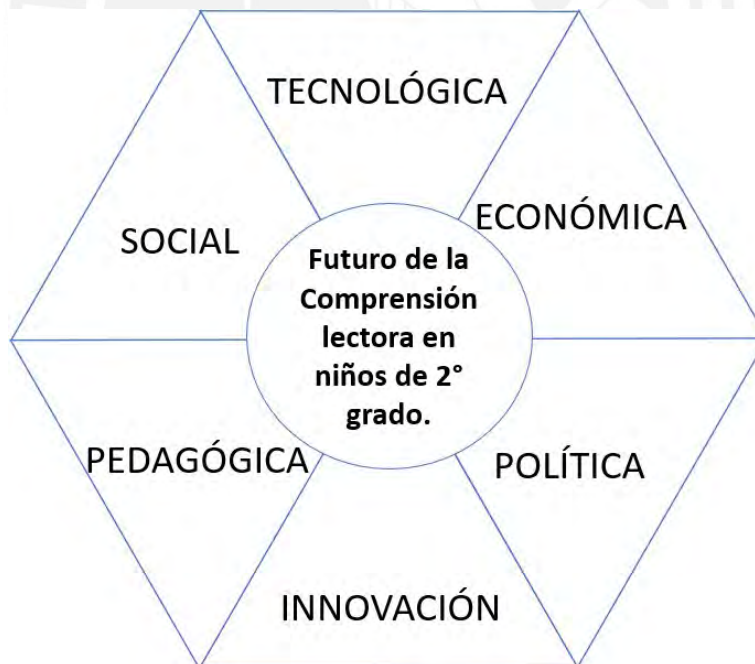 TECNOLÓGICA
ECONÓMICA
SOCIAL
Futuro de la
Comprensión
lectora en
niños de 2°
grado.
PEDAGÓGICA
POLÍTICA
INNOVACIÓN